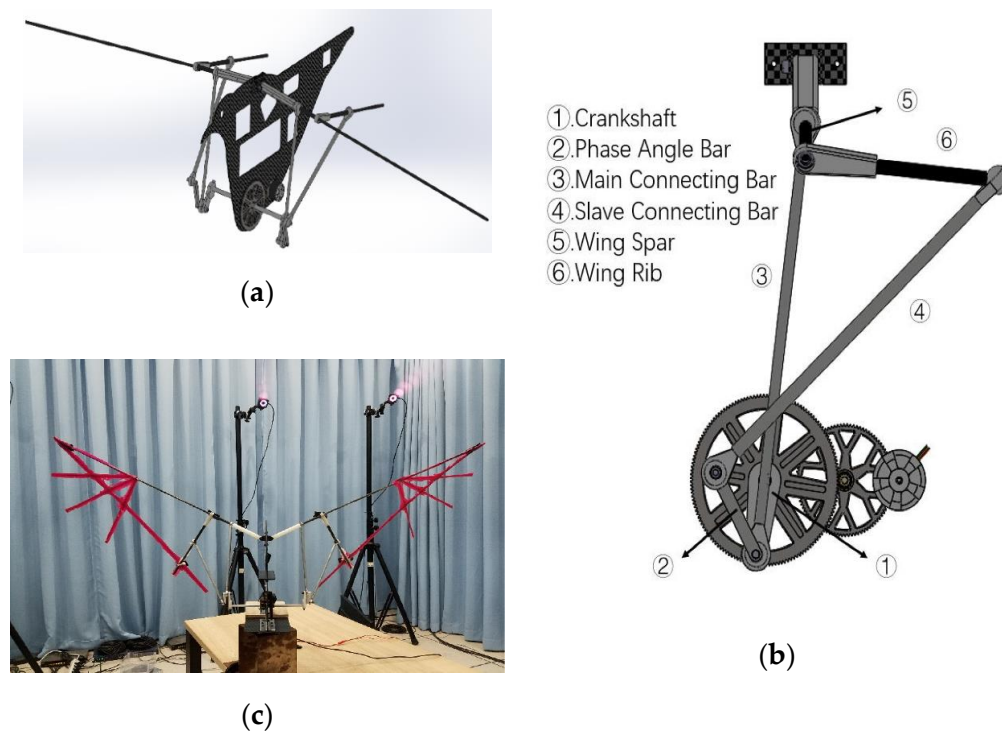 (a)
①.Crankshaft
②.Phase Angle Bar
③.Main Connecting Bar
④.Slave Connecting Bar
⑤.Wing Spar
⑥.Wing Rib
⑤
⑥
③
④
②
①
(b)
(c)